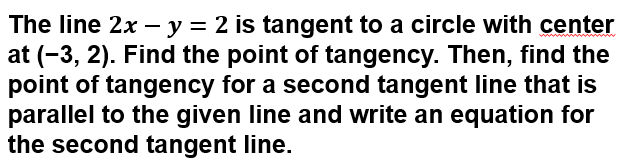 The line 2x − y = 2 is tangent to a circle with center
at (−3, 2). Find the point of tangency. Then, find the
point of tangency for a second tangent line that is
parallel to the given line and write an equation for
the second tangent line.